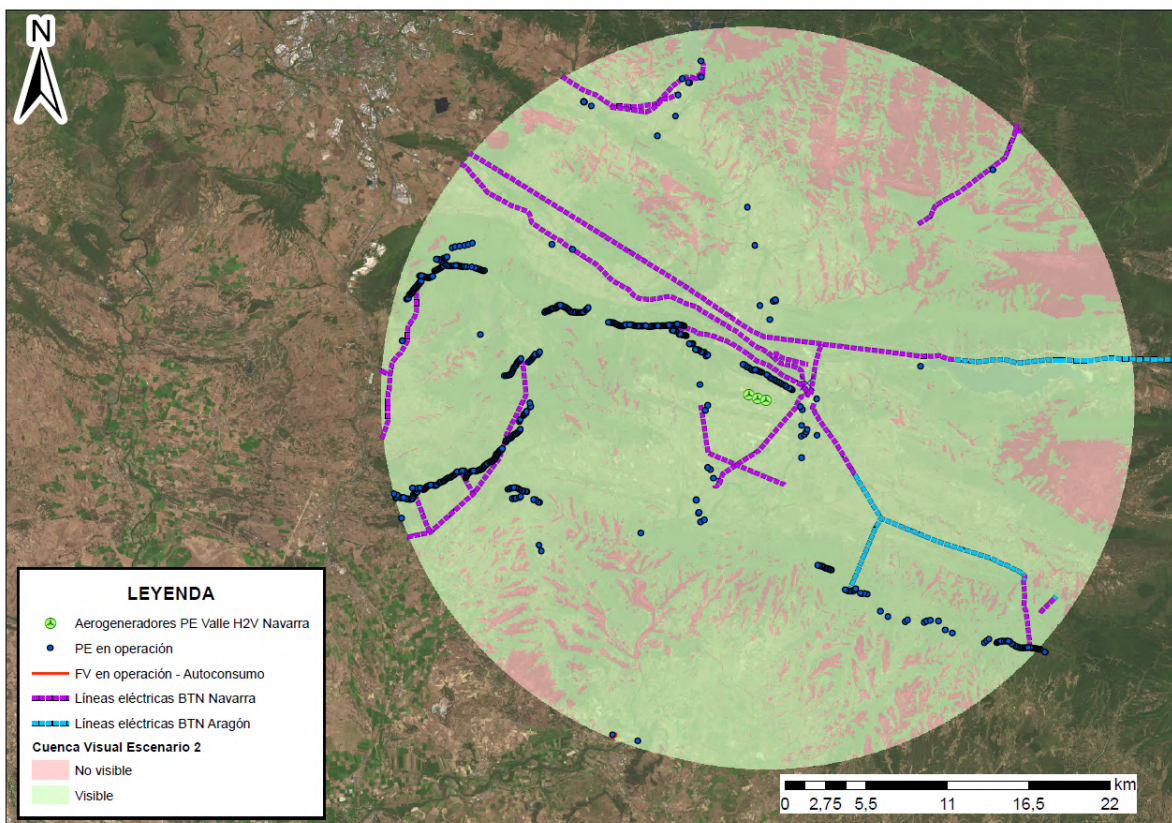 N
LEYENDA
Aerogeneradores PE Valle H2V Navarra
PE en operación
FV en operación - Autoconsumo
Líneas eléctricas BTN Navarra
Líneas eléctricas BTN Aragón
Cuenca Visual Escenario 2
No visible
Visible
km
0 2,75 5,5 11 16,5 22